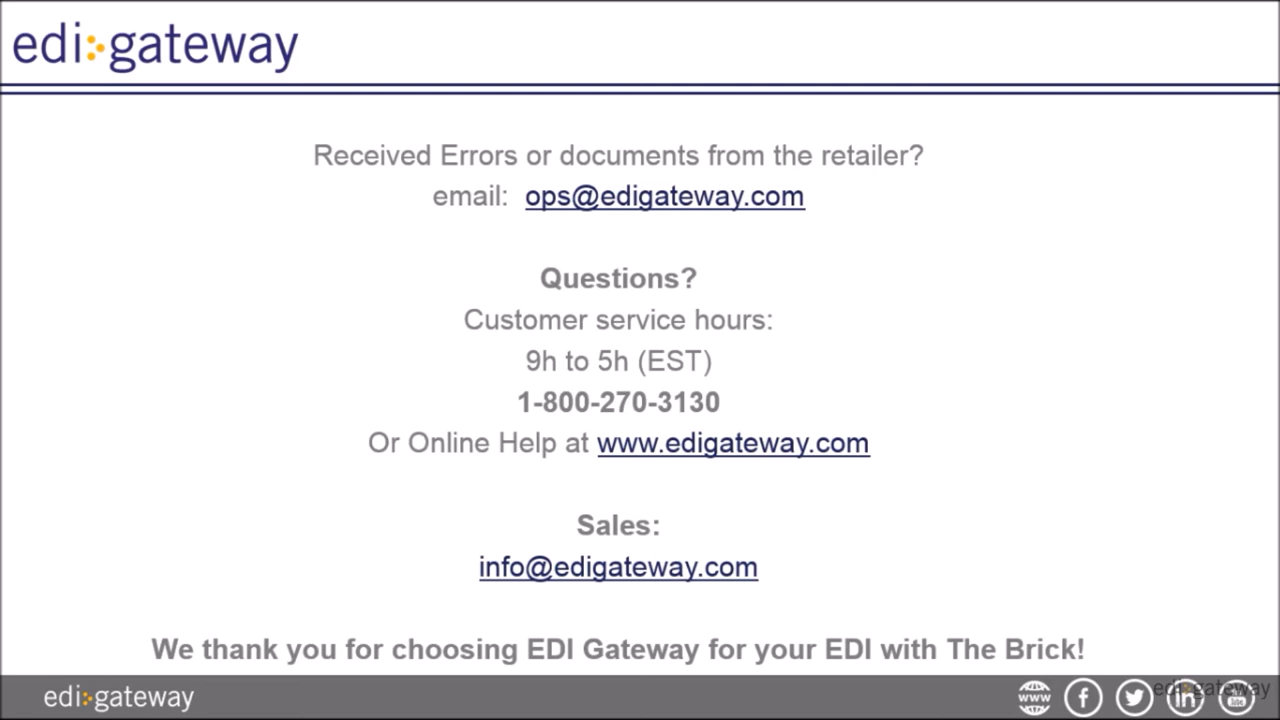 edi gateway
Received Errors or documents from the retailer?
email: ops@edigateway.com
Questions?
Customer service hours:
9h to 5h (EST)
1-800-270-3130
Or Online Help at www.edigateway.com
Sales:
info@edigateway.com
We thank you for choosing EDI Gateway for your EDI with The Brick!
edi gateway
www
f
in
edi gateway